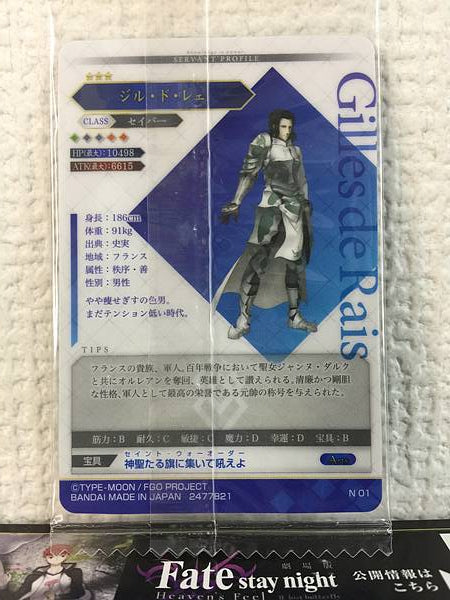 SERVANT PROFILE
ジル・ド・レェ
CLASS セイバー
HP(最大):10498
ATK(最大):6615
Gilles de Rais
身長：186cm
体重：91kg
出典：史実
地域：フランス
属性：秩序・善
性別：男性
やや痩せぎすの色男。
まだテンション低い時代。
TIPS
フランスの貴族、軍人。百年戦争において聖女ジャンヌ・ダルク
と共にオルレアンを奪回、英雄として讃えられる。清廉かつ剛胆
な性格、軍人として最高の栄誉である元帥の称号を与えられた。
筋力：B 耐久：C 敏捷：C 魔力：D 幸運：D 宝具：B
セイント・ウォーオーダー
宝具 神聖たる旗に集いて吼えよ Arts
©TYPE-MOON / FGO PROJECT
BANDAI MADE IN JAPAN 2477821
N 01
劇場版
Fate stay night
Heaven's Feel
公開情報は
こちら